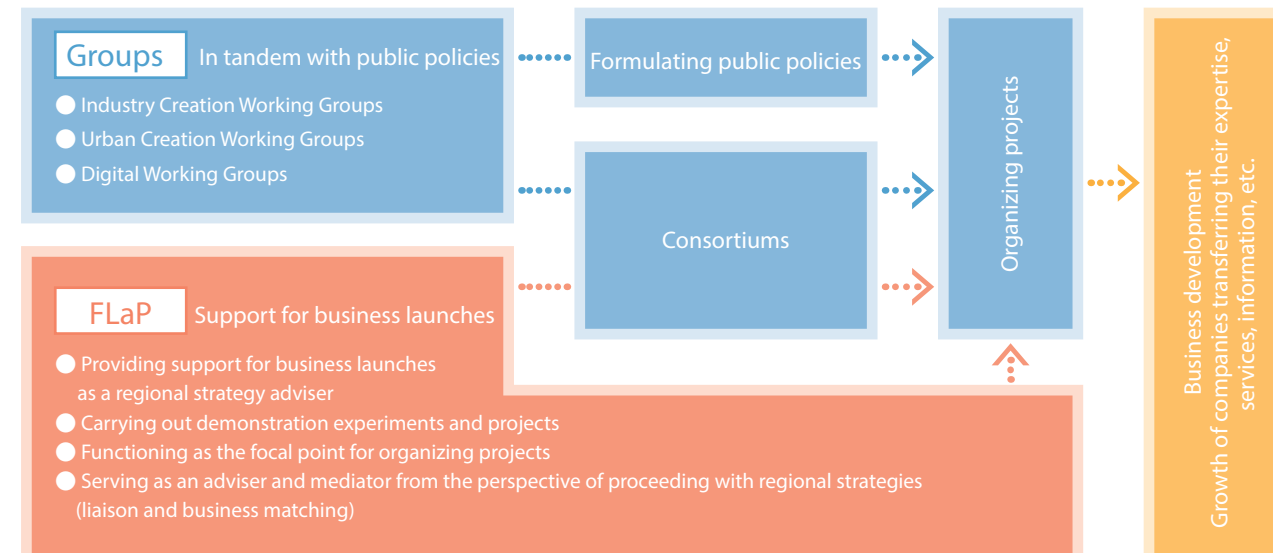 Groups
In tandem with public policies
● Industry Creation Working Groups
● Urban Creation Working Groups
● Digital Working Groups
Formulating public policies
Consortiums
Organizing projects
FLaP
Support for business launches
● Providing support for business launches
as a regional strategy adviser
● Carrying out demonstration experiments and projects
● Functioning as the focal point for organizing projects
● Serving as an adviser and mediator from the perspective of proceeding with regional strategies
(liaison and business matching)
Business development
Growth of companies transferring their expertise,
services, information, etc.